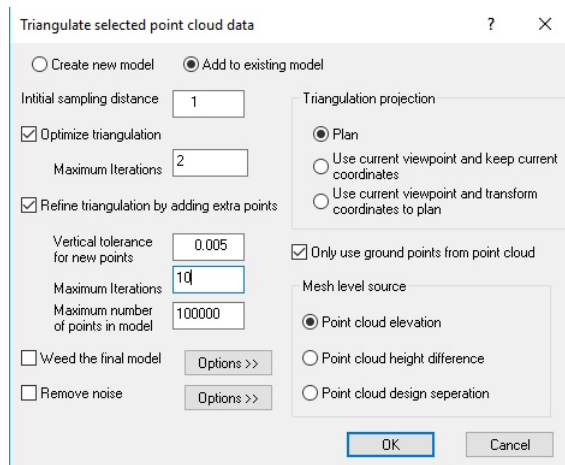 Triangulate selected point cloud data
?
Create new model
Add to existing model
Intitial sampling distance
1
Optimize triangulation
Maximum Iterations
2
Refine triangulation by adding extra points
Vertical tolerance
for new points
0.005
Maximum Iterations
10
Maximum number
of points in model
100000
Weed the final model
Options >>
Remove noise
Options >>
Triangulation projection
Plan
Use current viewpoint and keep current
coordinates
Use current viewpoint and transform
coordinates to plan
Only use ground points from point cloud
Mesh level source
Point cloud elevation
Point cloud height difference
Point cloud design seperation
OK
Cancel